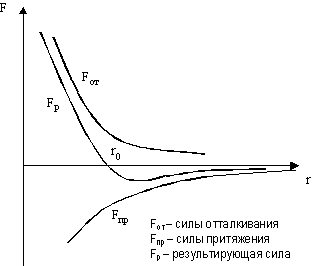 F
Fот
Fр
r0
r
Fпр
Fот – силы отталкивания
Fпр – силы притяжения
Fр – результирующая сила